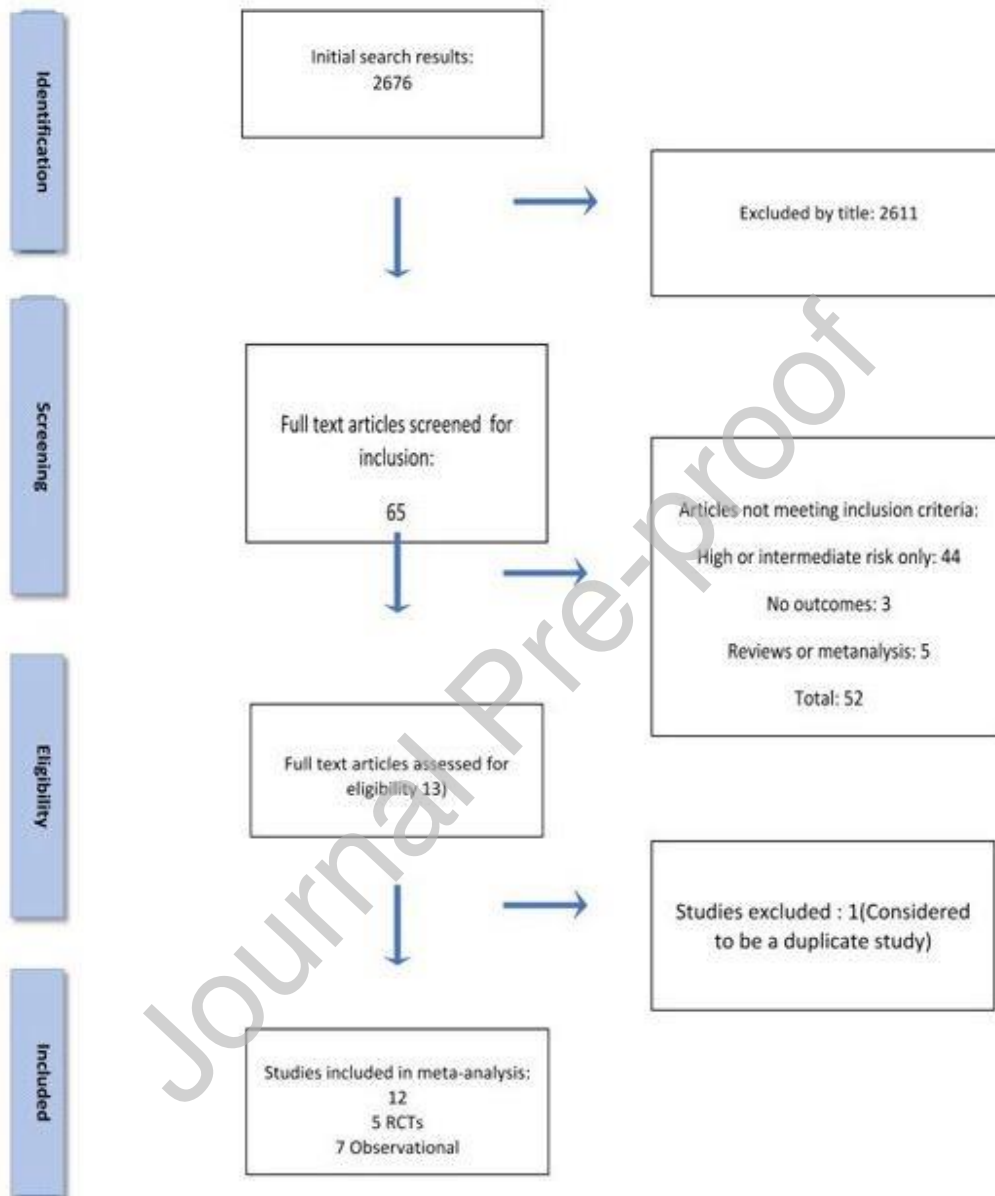 Identification
Initial search results:
2676
Excluded by title: 2611
Screening
Full text articles screened for
inclusion:
65
Articles not meeting inclusion criteria:
High or intermediate risk only: 44
No outcomes: 3
Reviews or metanalysis: 5
Total: 52
Eligibility
Full text articles assessed for
eligibility 13)
Studies excluded : 1(Considered
to be a duplicate study)
Included
Studies included in meta-analysis:
12
5 RCTs
7 Observational
Journal Pre-proof